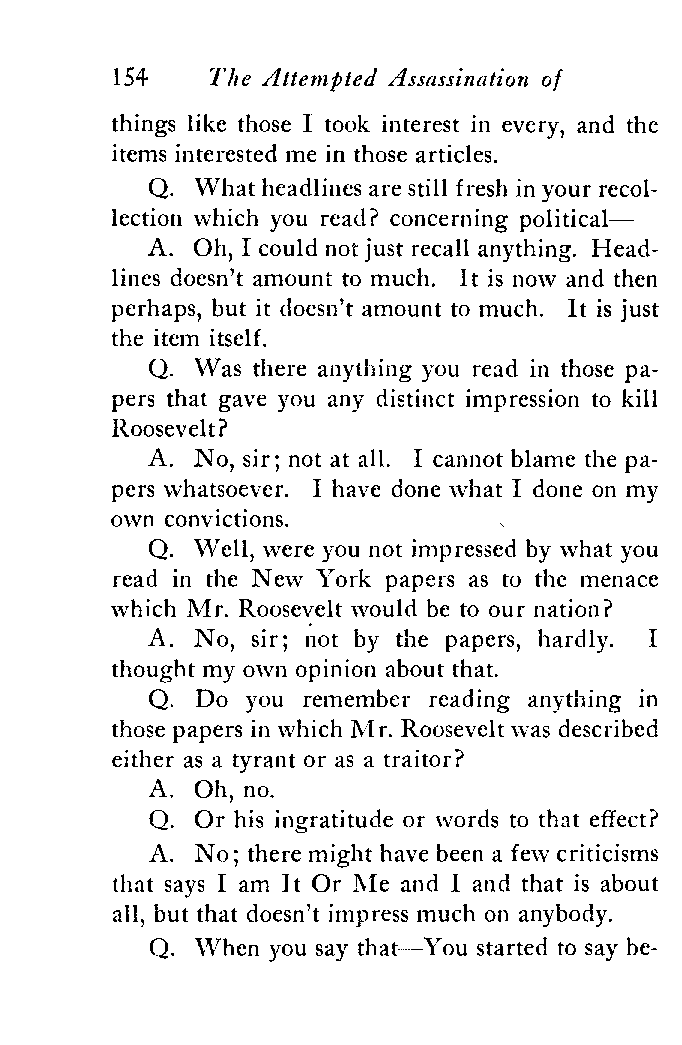 154 The Attempted Assassination of
things like those I took interest in every, and the
items interested me in those articles.
Q. What headlines are still fresh in your recol-
lection which you read? concerning political—
A. Oh, I could not just recall anything. Head-
lines doesn't amount to much. It is now and then
perhaps, but it doesn't amount to much. It is just
the item itself.
Q. Was there anything you read in those pa-
pers that gave you any distinct impression to kill
Roosevelt?
A. No, sir; not at all. I cannot blame the pa-
pers whatsoever. I have done what I done on my
own convictions.
Q. Well, were you not impressed by what you
read in the New York papers as to the menace
which Mr. Roosevelt would be to our nation?
A. No, sir; not by the papers, hardly. I
thought my own opinion about that.
Q. Do you remember reading anything in
those papers in which Mr. Roosevelt was described
either as a tyrant or as a traitor?
A. Oh, no.
Q. Or his ingratitude or words to that effect?
A. No; there might have been a few criticisms
that says I am It Or Me and I and that is about
all, but that doesn't impress much on anybody.
Q. When you say that—You started to say be-